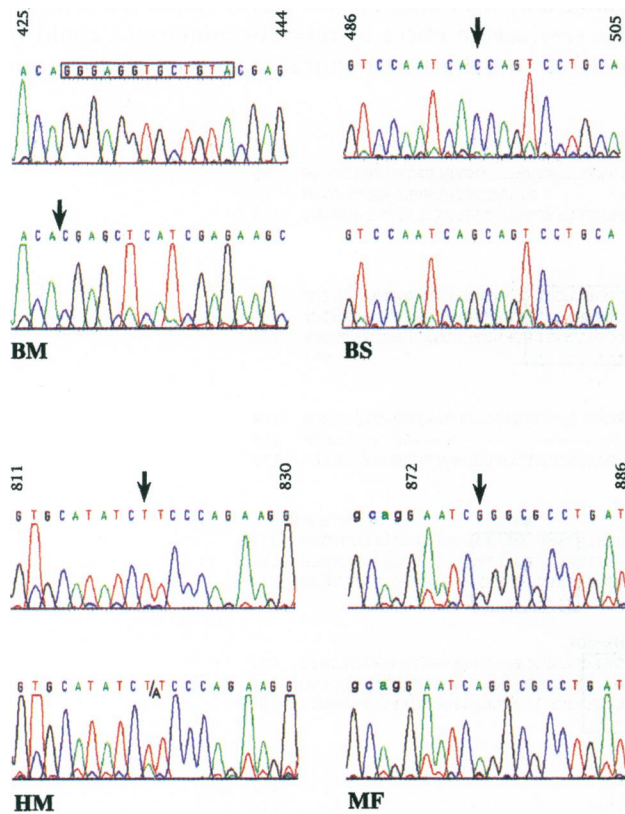 425 444
A C A G G G A G G T G C T G T A C G A G
A C A C G A G C T C A T C G A G A A G C
BM
486 505
G T C C A A T C A C C A G T C C T G C A
G T C C A A T C A G C A G T C C T G C A
BS
811 830
G T G C A T A T C T T C C C A G A A G G
G T G C A T A T C T/A T C C C A G A A G G
HM
872 886
g c a g G A A T C G G G C G C C T G A T
g c a g G A A T C A G G C G C C T G A T
MF